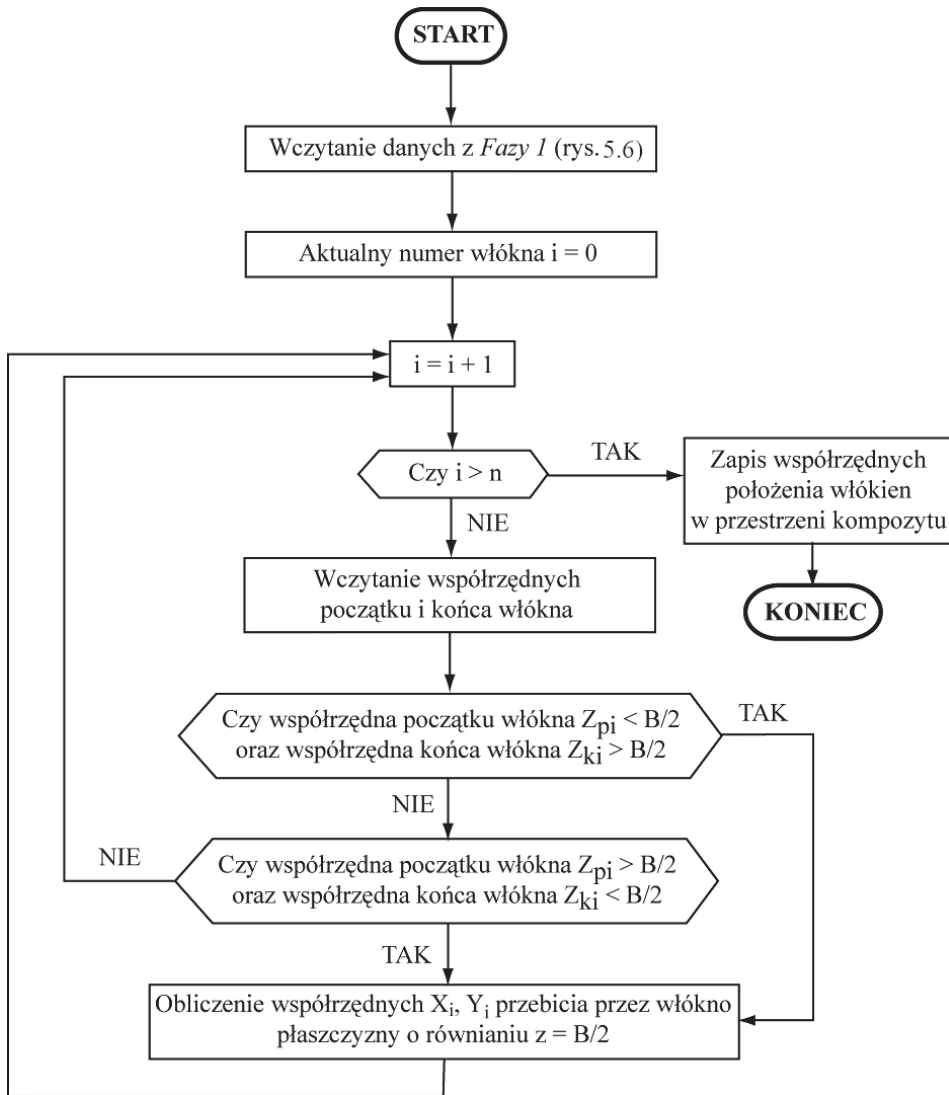 START
Wczytanie danych z Fazy 1 (rys. 5.6)
Aktualny numer włókna i = 0
i = i + 1
Czy i > n
TAK
Zapis współrzędnych
położenia włókien
w przestrzeni kompozytu
NIE
KONIEC
Wczytanie współrzędnych
początku i końca włókna
Czy współrzędna początku włókna Zpi < B/2
oraz współrzędna końca włókna Zki > B/2
TAK
NIE
NIE
Czy współrzędna początku włókna Zpi > B/2
oraz współrzędna końca włókna Zki < B/2
TAK
Obliczenie współrzędnych Xi, Yi przebicia przez włókno
płaszczyzny o równianiu z = B/2